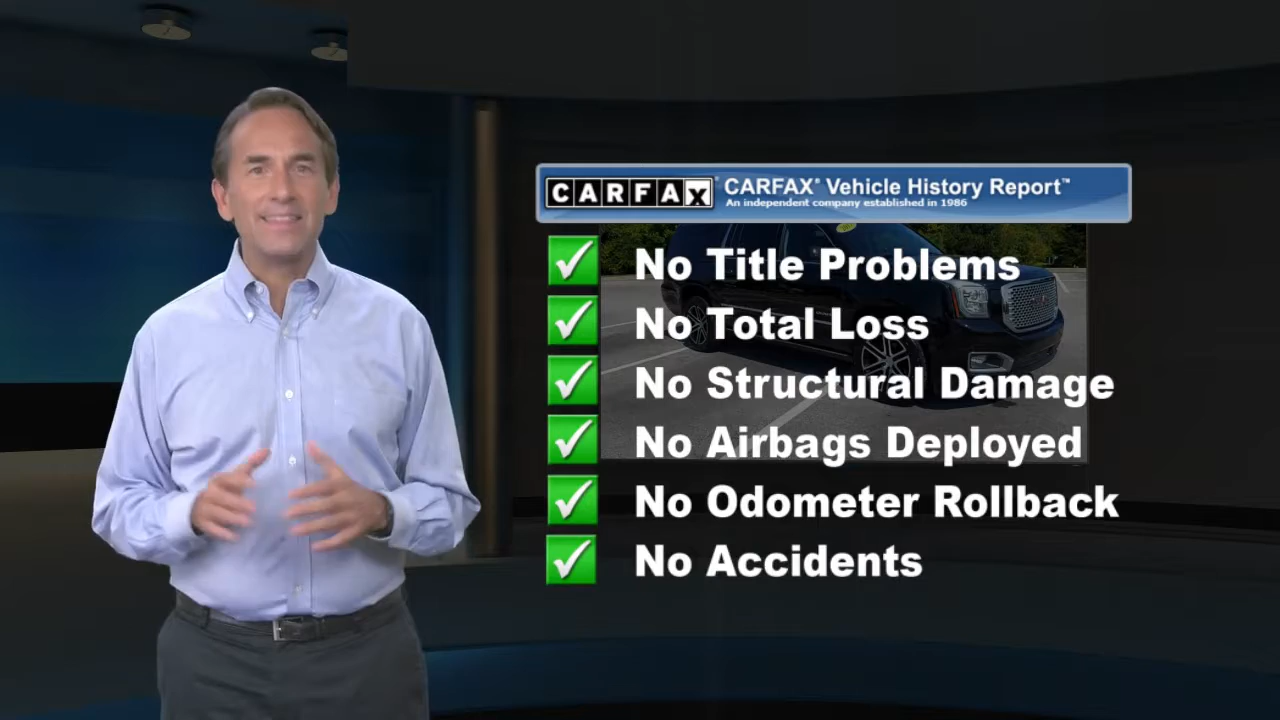 CARFAX® CARFAX® Vehicle History Report™
An independent company established in 1986
No Title Problems
No Total Loss
No Structural Damage
No Airbags Deployed
No Odometer Rollback
No Accidents